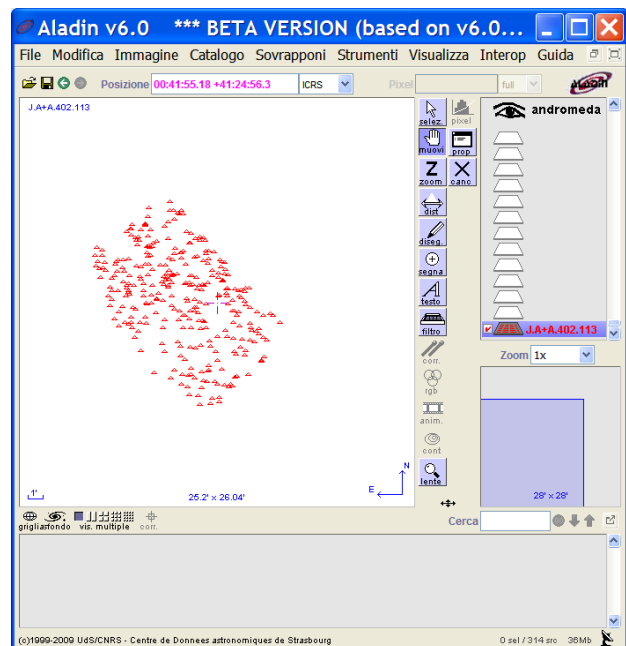 Aladin v6.0 *** BETA VERSION (based on v6.0...
File Modifica Immagine Catalogo Sovrapponi Strumenti Visualizza Interop Guida
Posizione 00:41:55.18 +41:24:56.3 ICRS Pixel full ALADIN
J.A+A.402.113
andromeda
selez. pixel
muovi prop
Z X
zoom canc
dist
diseg.
segna
testo
filtro
J.A+A.402.113
corr.
Zoom 1x
rgb
anim.
cont
lente
N
E
1'
25.2' x 26.04'
28' x 28'
grigliasfondo vis. multiple corr.
Cerca
(c)1999-2009 UdS/CNRS - Centre de Donnees astronomiques de Strasbourg 0 sel / 314 src 36Mb